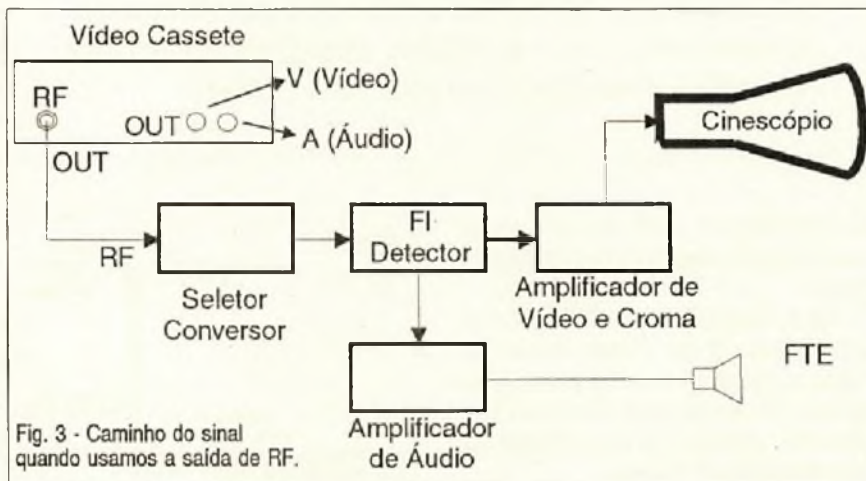 Vídeo Cassete
RF
OUT
V (Vídeo)
A (Áudio)
OUT
RF
Seletor
Conversor
FI
Detector
Amplificador de
Vídeo e Croma
Cinescópio
Amplificador
de Áudio
FTE
Fig. 3 - Caminho do sinal
quando usamos a saída de RF.